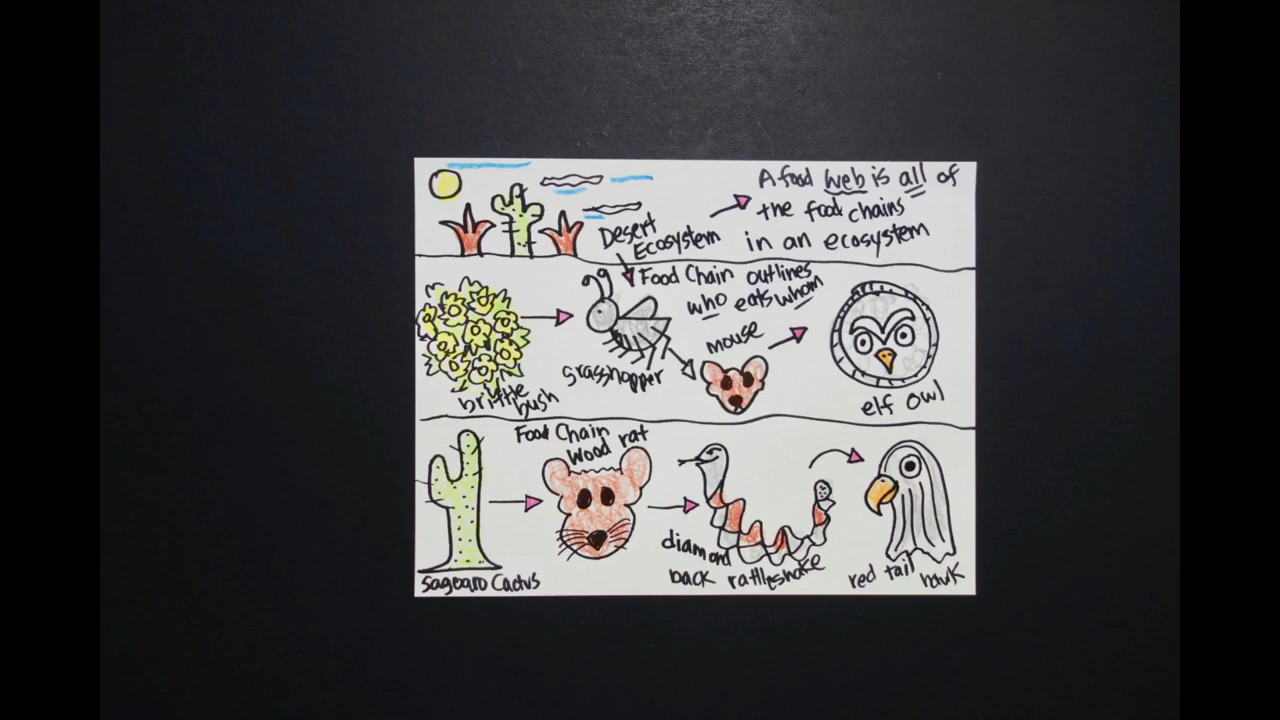 A food web is all of
the food chains
in an ecosystem
Desert
Ecosystem
Food Chain outlines
who eats whom
mouse
grasshopper
brittle
bush
elf owl
Food Chain
wood rat
diamond
back rattlesnake
sagoaro Cactus
red tail hawk